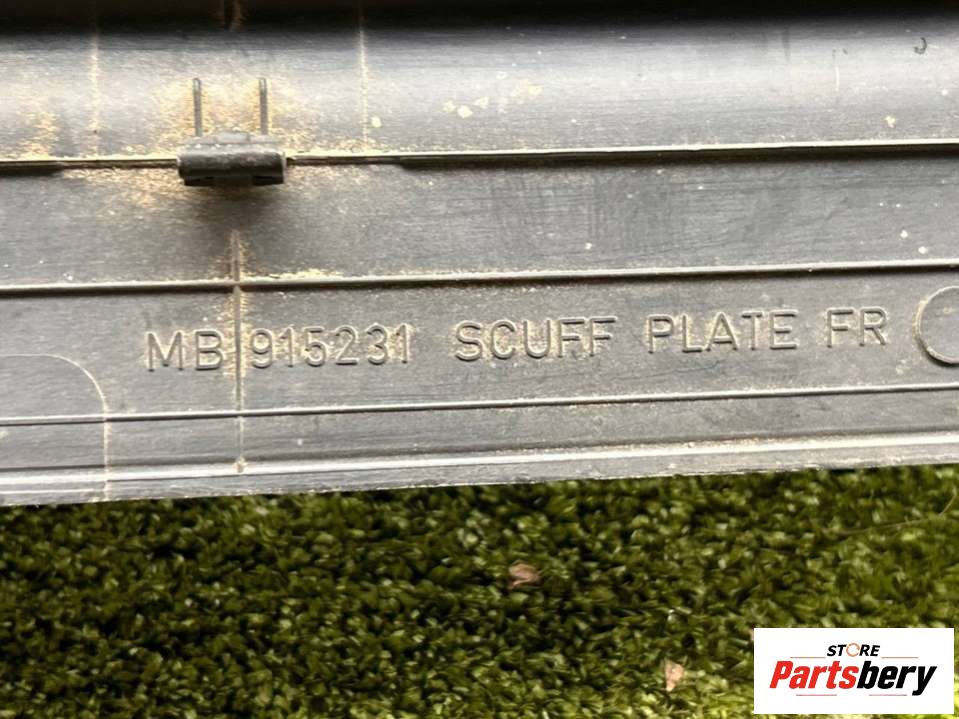 MB 915231 SCUFF PLATE FR
STORE
Partsbery